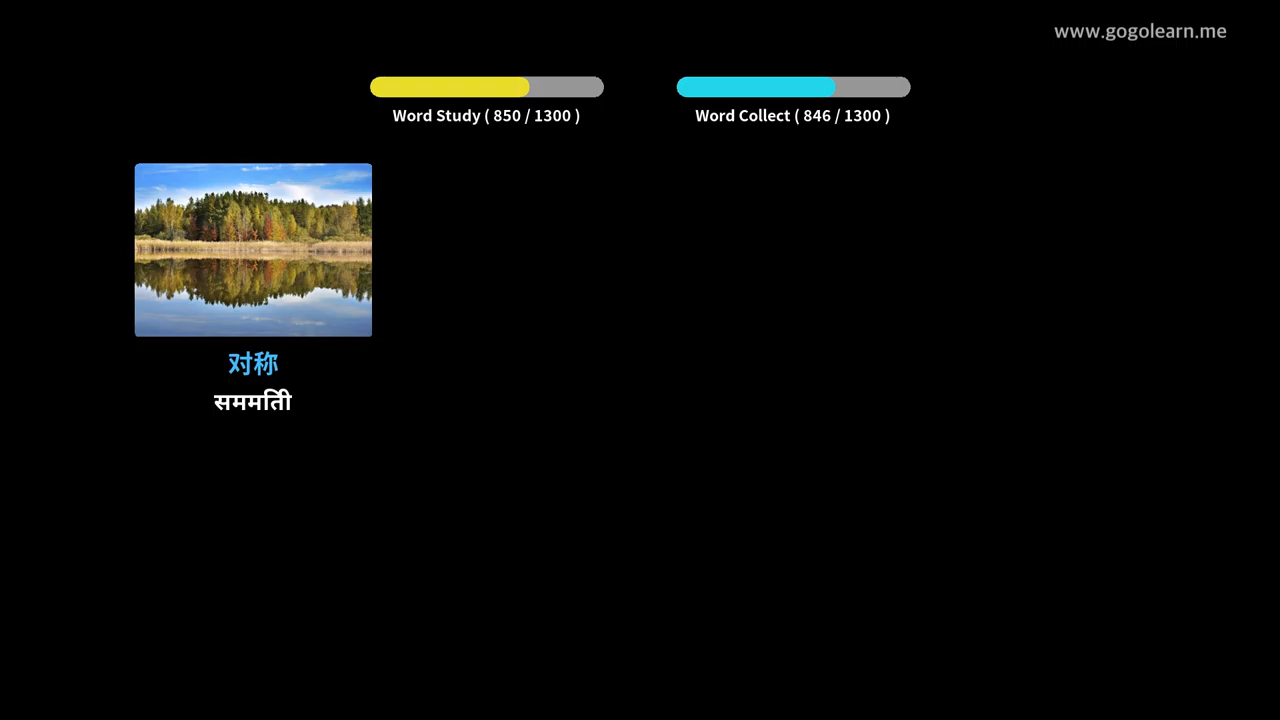 www.gogolearn.me
Word Study ( 850 / 1300 )
Word Collect ( 846 / 1300 )
对称
सममतिी